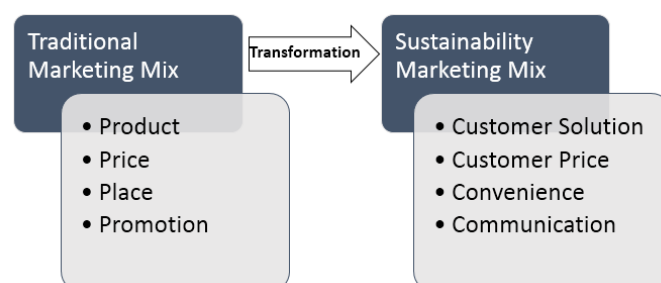 Traditional
Marketing Mix
• Product
• Price
• Place
• Promotion
Transformation
Sustainability
Marketing Mix
• Customer Solution
• Customer Price
• Convenience
• Communication